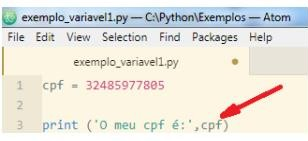 exemplo_variavel1.py — C:\Python\Exemplos — Atom
File Edit View Selection Find Packages Help
exemplo_variavel1.py
1 cpf = 32485977805
2
3 print ('O meu cpf é:',cpf)